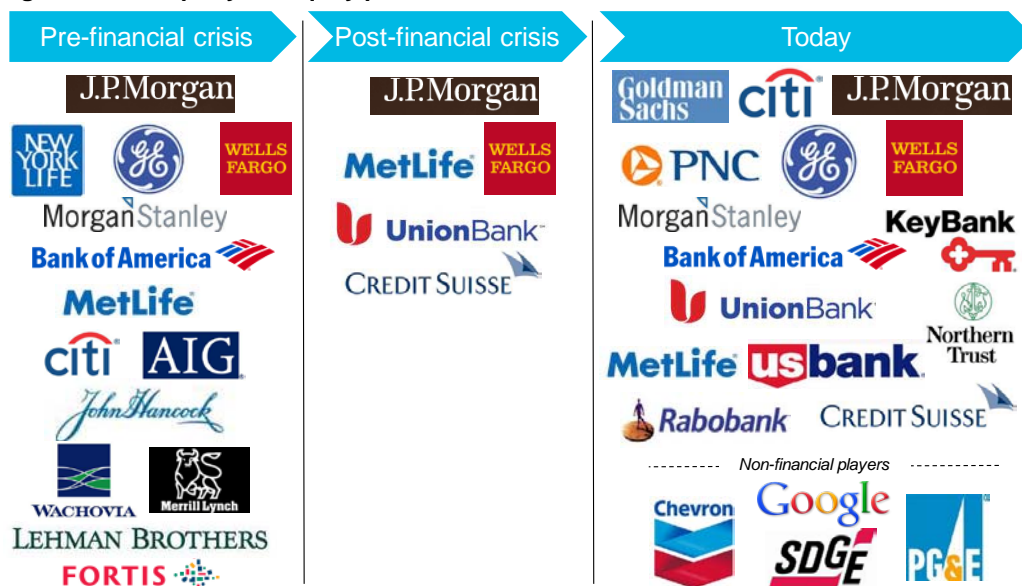 Pre-financial crisis
Post-financial crisis
Today
J.P.Morgan
NEW
YORK
LIFE
GE
WELLS
FARGO
Morgan Stanley
Bank of America
MetLife
citi
AIG
John Hancock
WACHOVIA
Merrill Lynch
LEHMAN BROTHERS
FORTIS
J.P.Morgan
MetLife
WELLS
FARGO
UnionBank
CREDIT SUISSE
Goldman
Sachs
citi
J.P.Morgan
PNC
GE
WELLS
FARGO
Morgan Stanley
KeyBank
Bank of America
UnionBank
Northern
Trust
MetLife
usbank
Rabobank
CREDIT SUISSE
Non-financial players
Chevron
Google
SDGE
PG&E